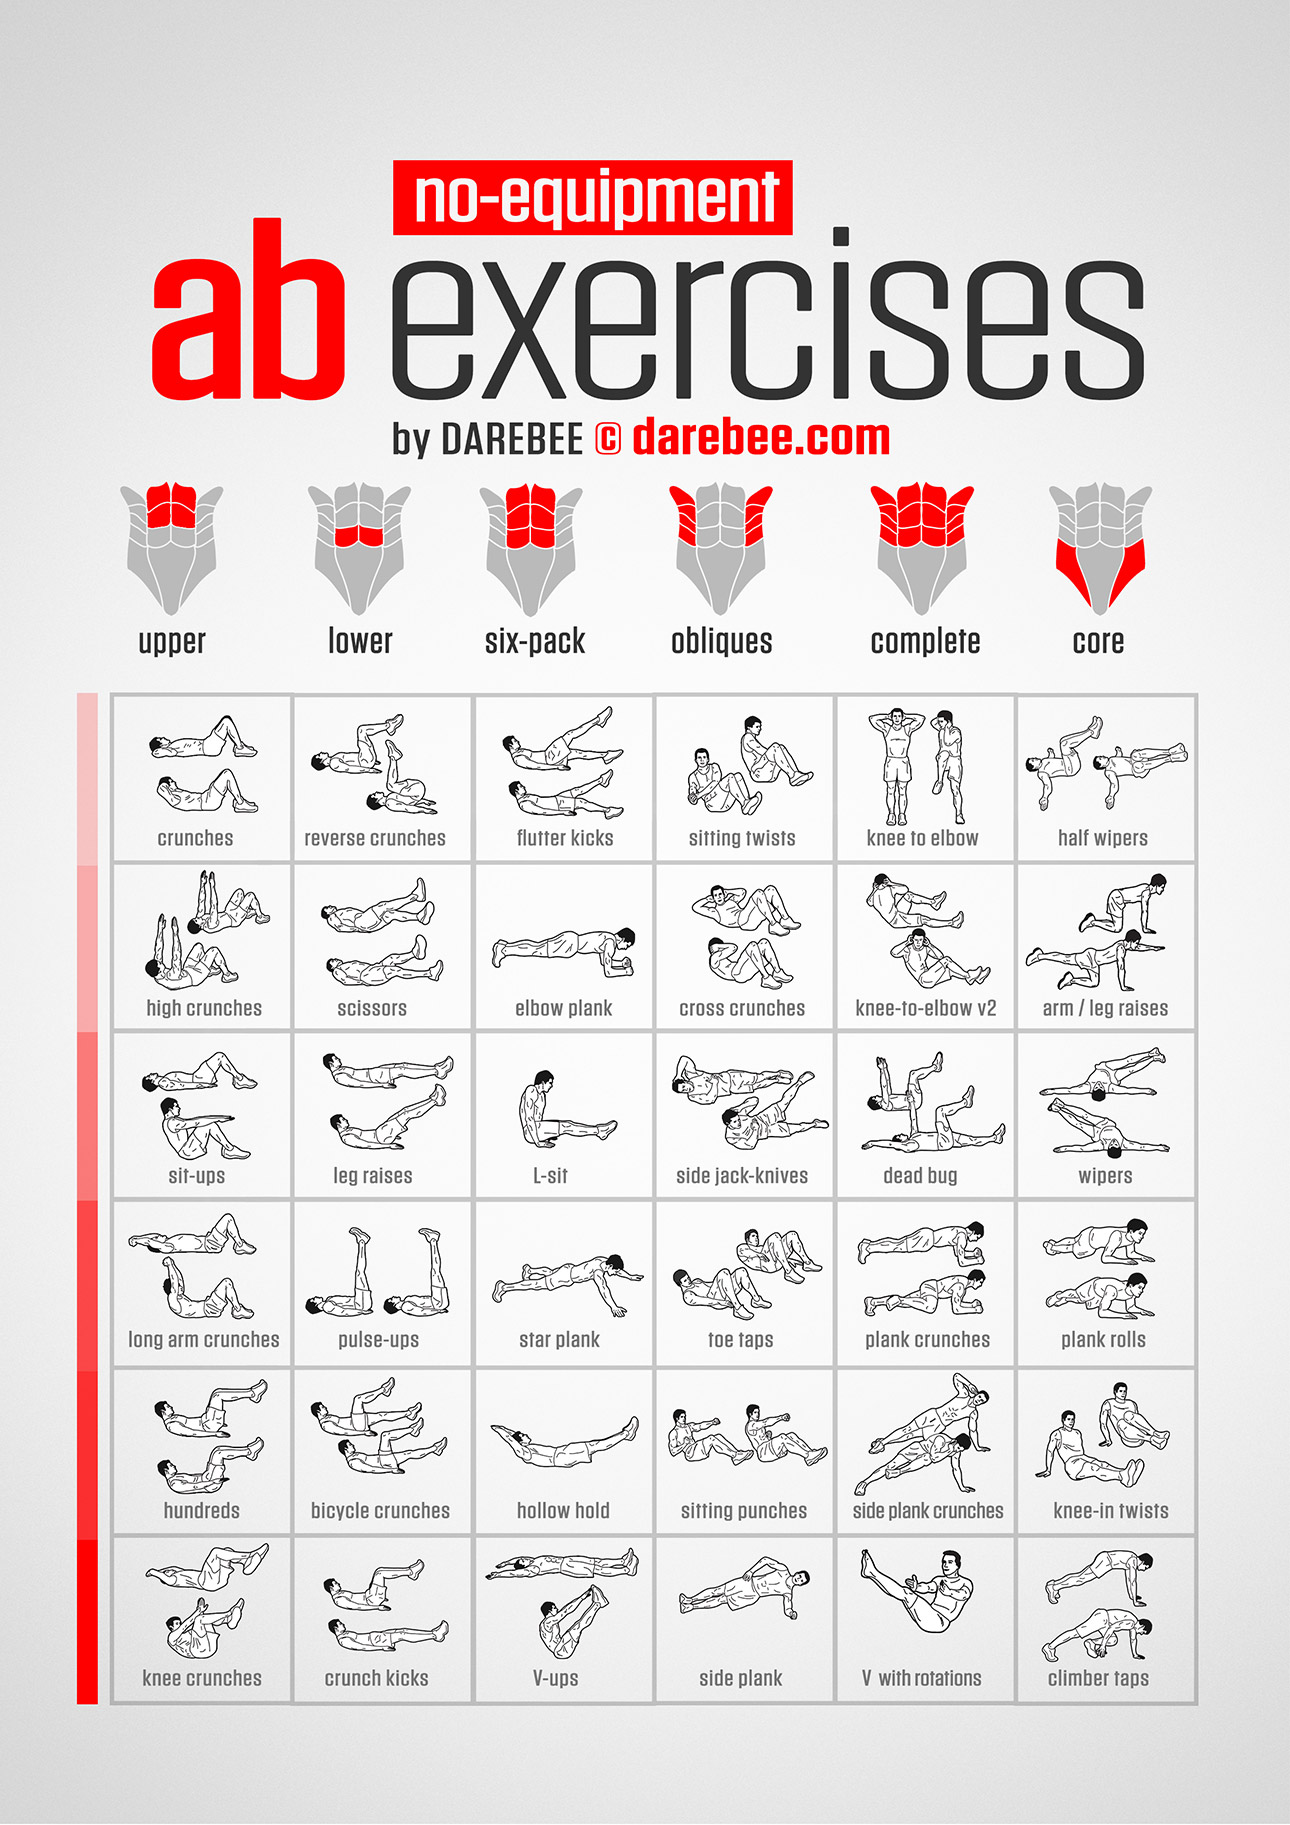 no-equipment
ab exercises
by DAREBEE © darebee.com
upper lower six-pack obliques complete core
crunches reverse crunches flutter kicks sitting twists knee to elbow half wipers
high crunches scissors elbow plank cross crunches knee-to-elbow v2 arm / leg raises
sit-ups leg raises L-sit side jack-knives dead bug wipers
long arm crunches pulse-ups star plank toe taps plank crunches plank rolls
hundreds bicycle crunches hollow hold sitting punches side plank crunches knee-in twists
knee crunches crunch kicks V-ups side plank V with rotations climber taps